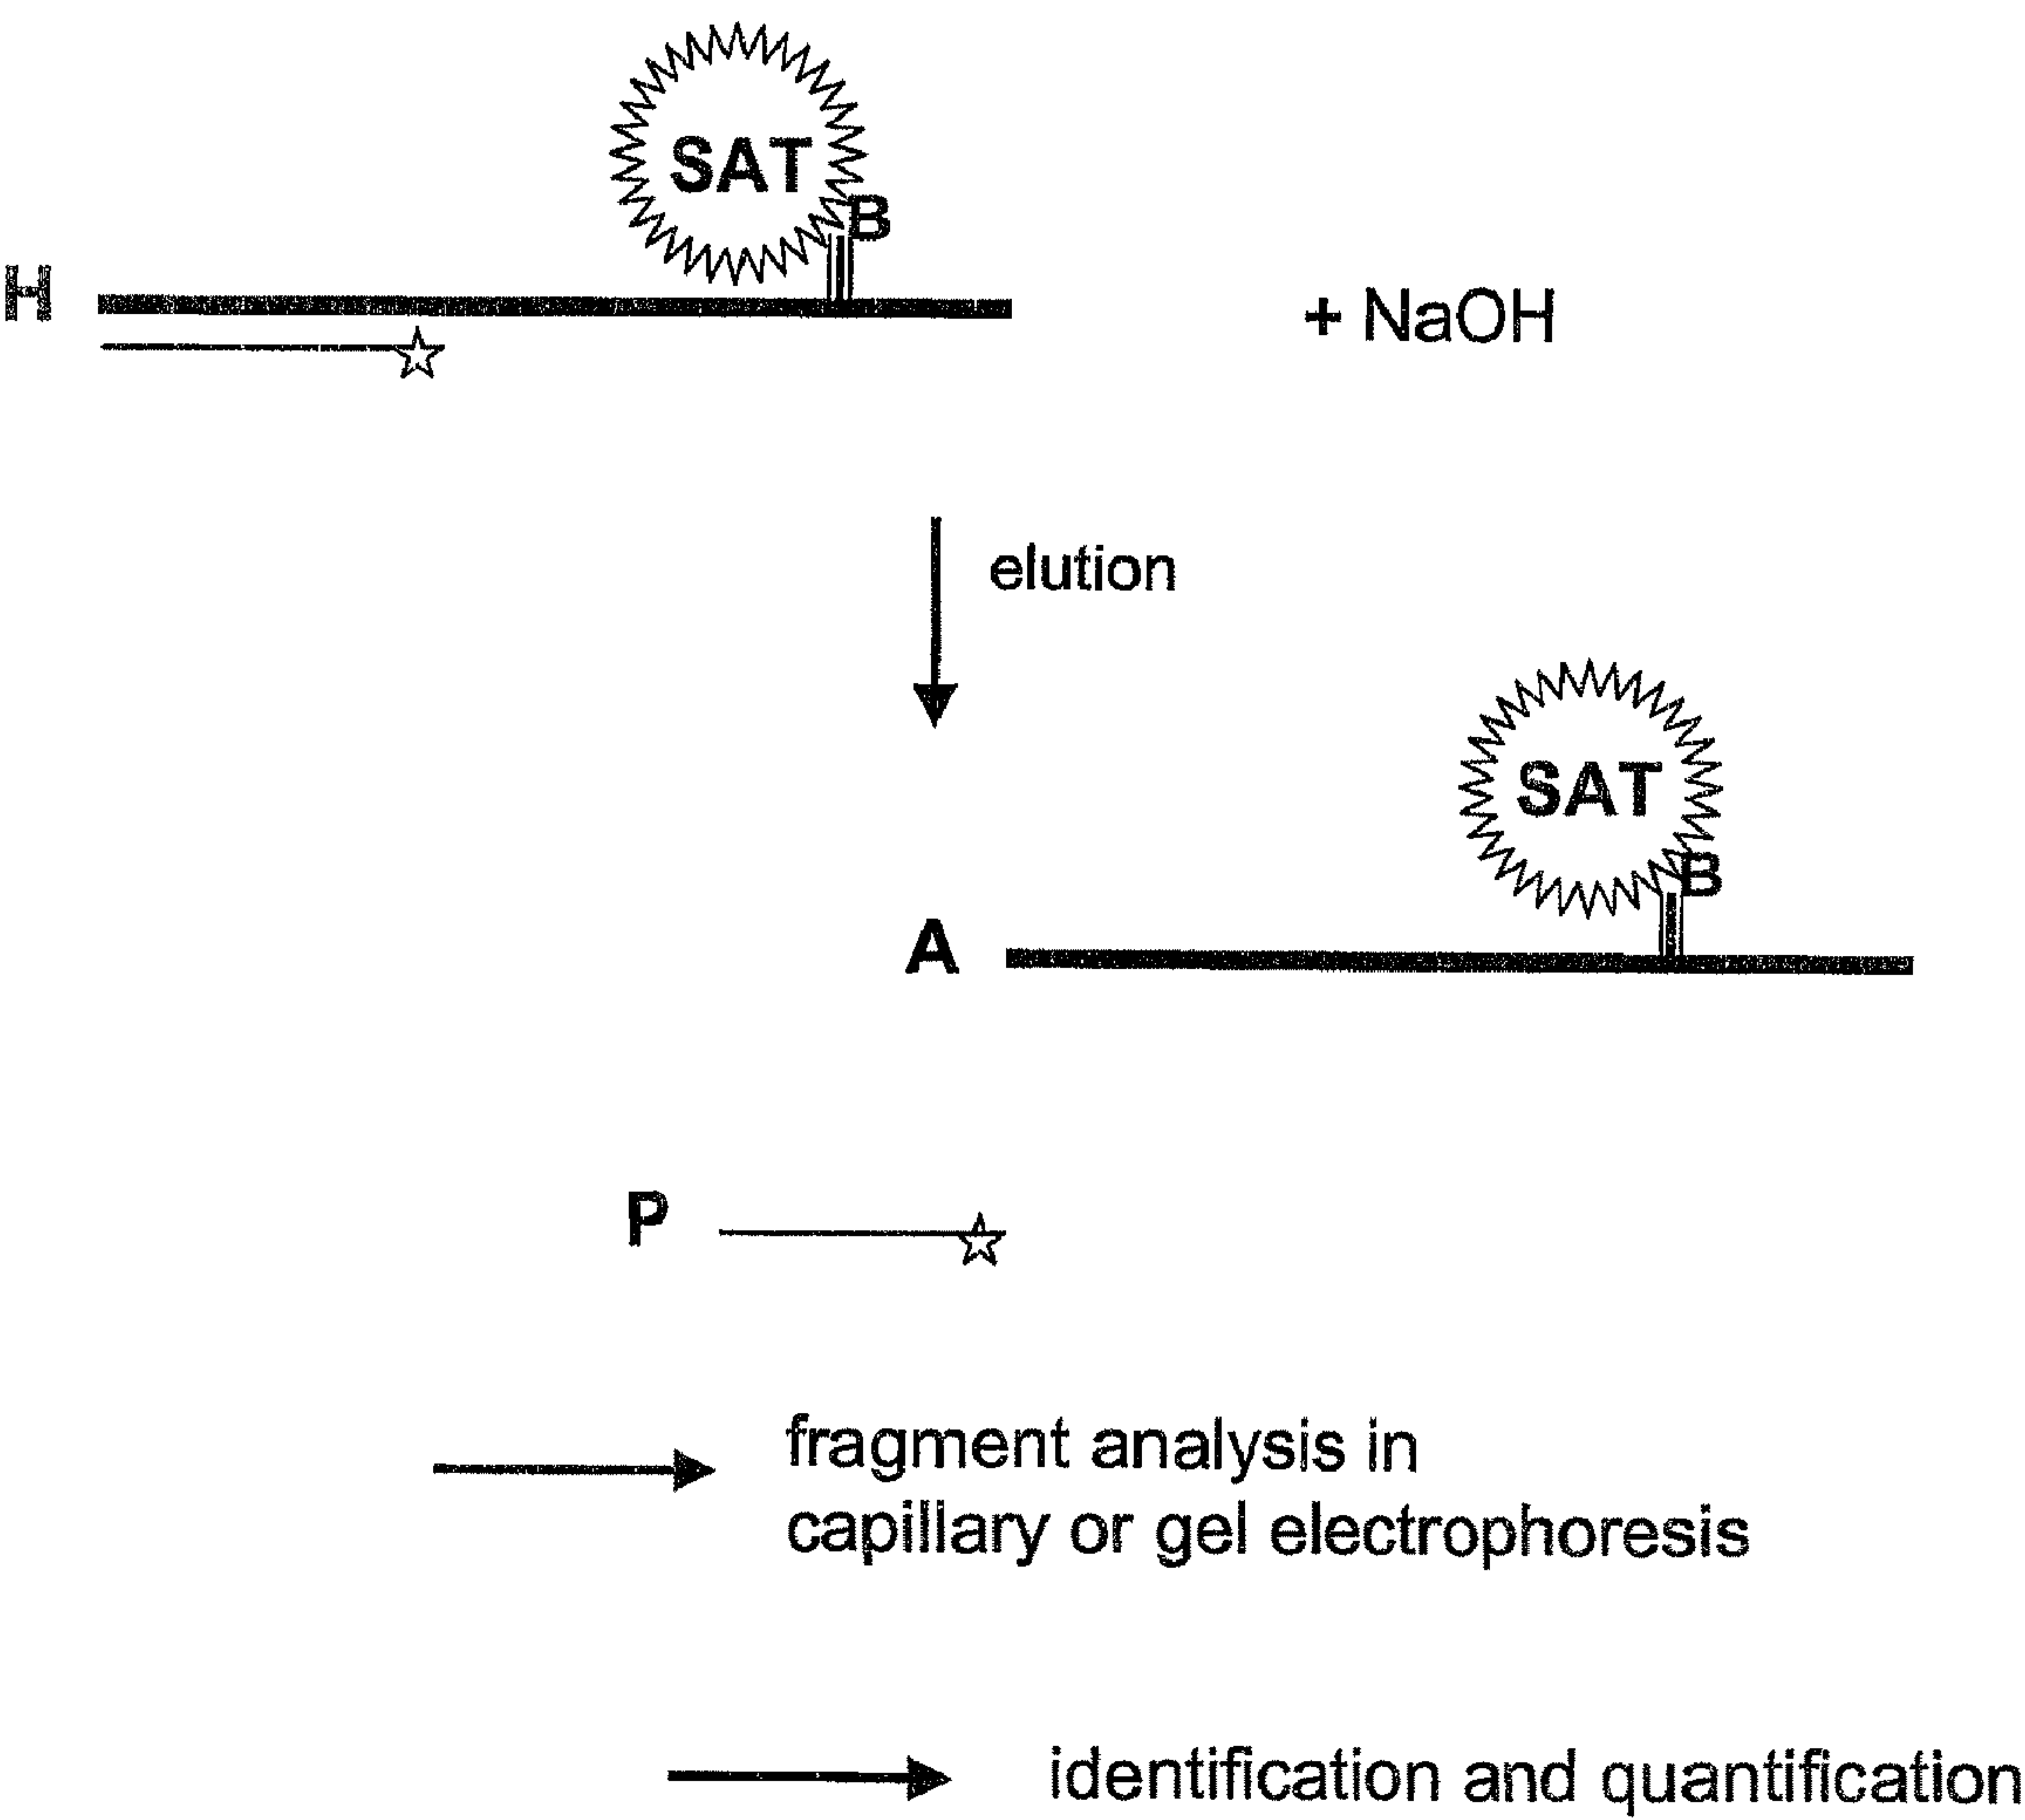 SAT
B
H
+ NaOH
elution
SAT
B
A
P
fragment analysis in
capillary or gel electrophoresis
identification and quantification